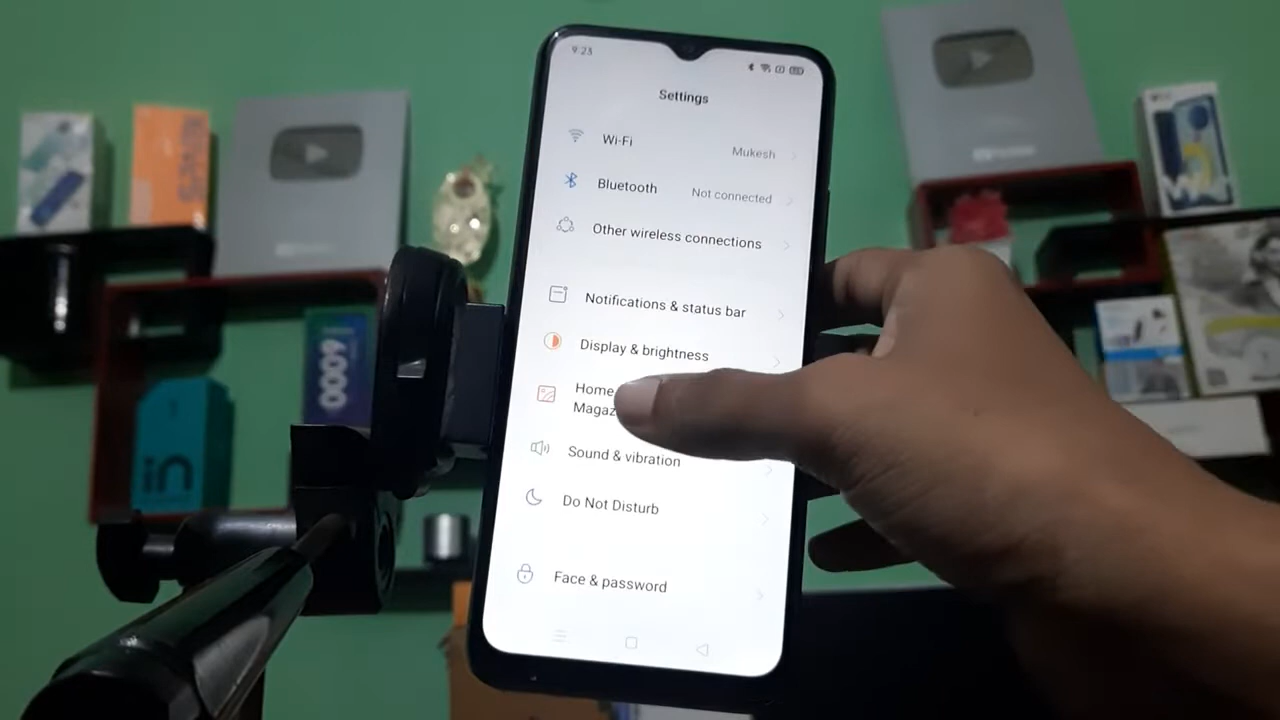 9:23
Settings
Wi-Fi
Mukesh
Bluetooth
Not connected
Other wireless connections
Notifications & status bar
Display & brightness
Home
Sound & vibration
Do Not Disturb
Face & password
6000
in